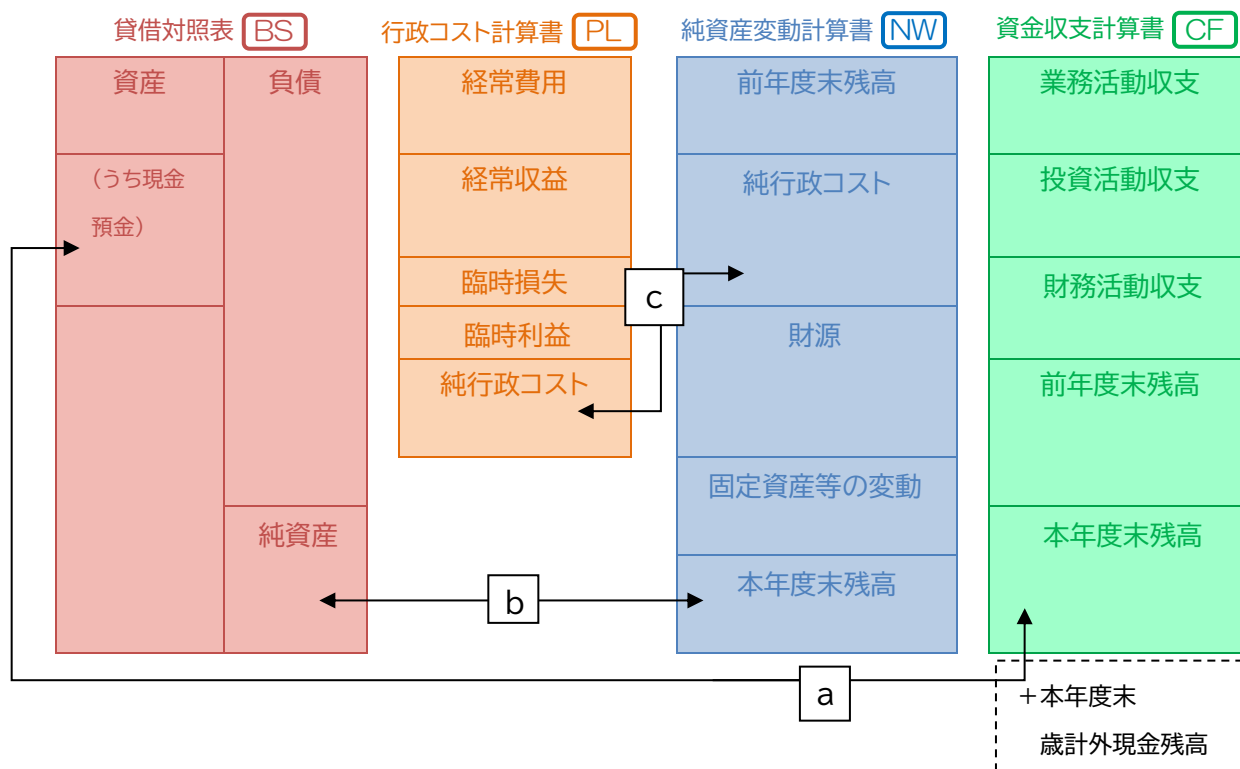 貸借対照表 BS
行政コスト計算書 PL
純資産変動計算書 NW
資金収支計算書 CF
資産
負債
(うち現金
預金)
純資産
経常費用
経常収益
臨時損失
臨時利益
純行政コスト
前年度末残高
純行政コスト
財源
固定資産等の変動
本年度末残高
業務活動収支
投資活動収支
財務活動収支
前年度末残高
本年度末残高
c
b
a
+本年度末
歳計外現金残高